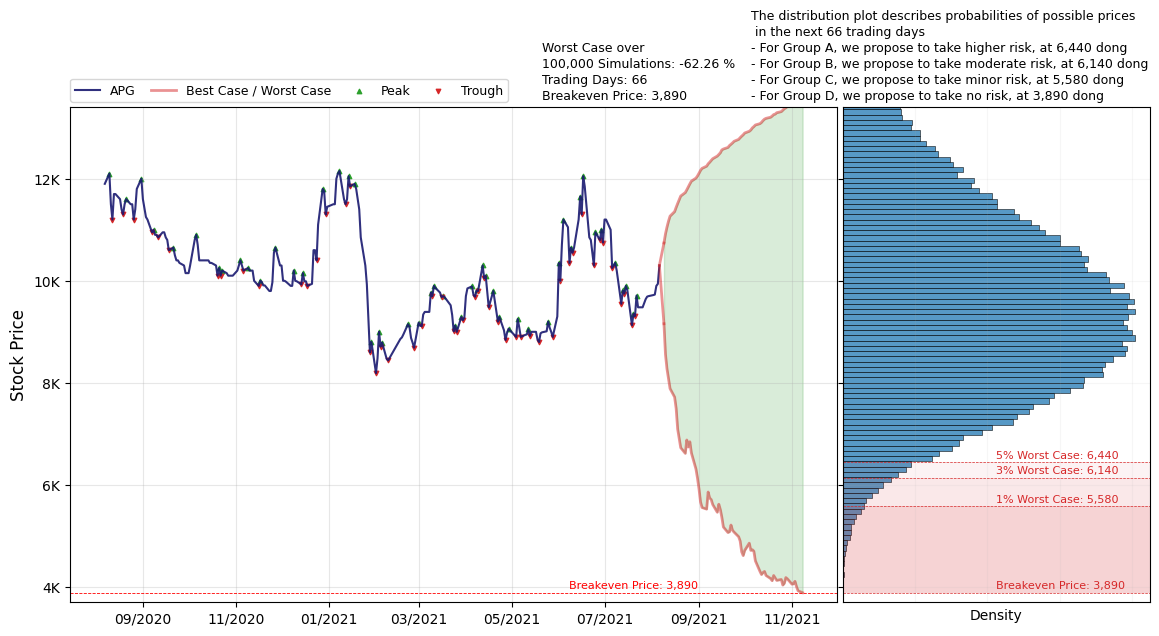 The distribution plot describes probabilities of possible prices
in the next 66 trading days
- For Group A, we propose to take higher risk, at 6,440 dong
- For Group B, we propose to take moderate risk, at 6,140 dong
- For Group C, we propose to take minor risk, at 5,580 dong
- For Group D, we propose to take no risk, at 3,890 dong
Worst Case over
100,000 Simulations: -62.26 %
Trading Days: 66
Breakeven Price: 3,890
APG
Best Case / Worst Case
Peak
Trough
Stock Price
12K
10K
8K
6K
4K
Breakeven Price: 3,890
09/2020
11/2020
01/2021
03/2021
05/2021
07/2021
09/2021
11/2021
5% Worst Case: 6,440
3% Worst Case: 6,140
1% Worst Case: 5,580
Breakeven Price: 3,890
Density